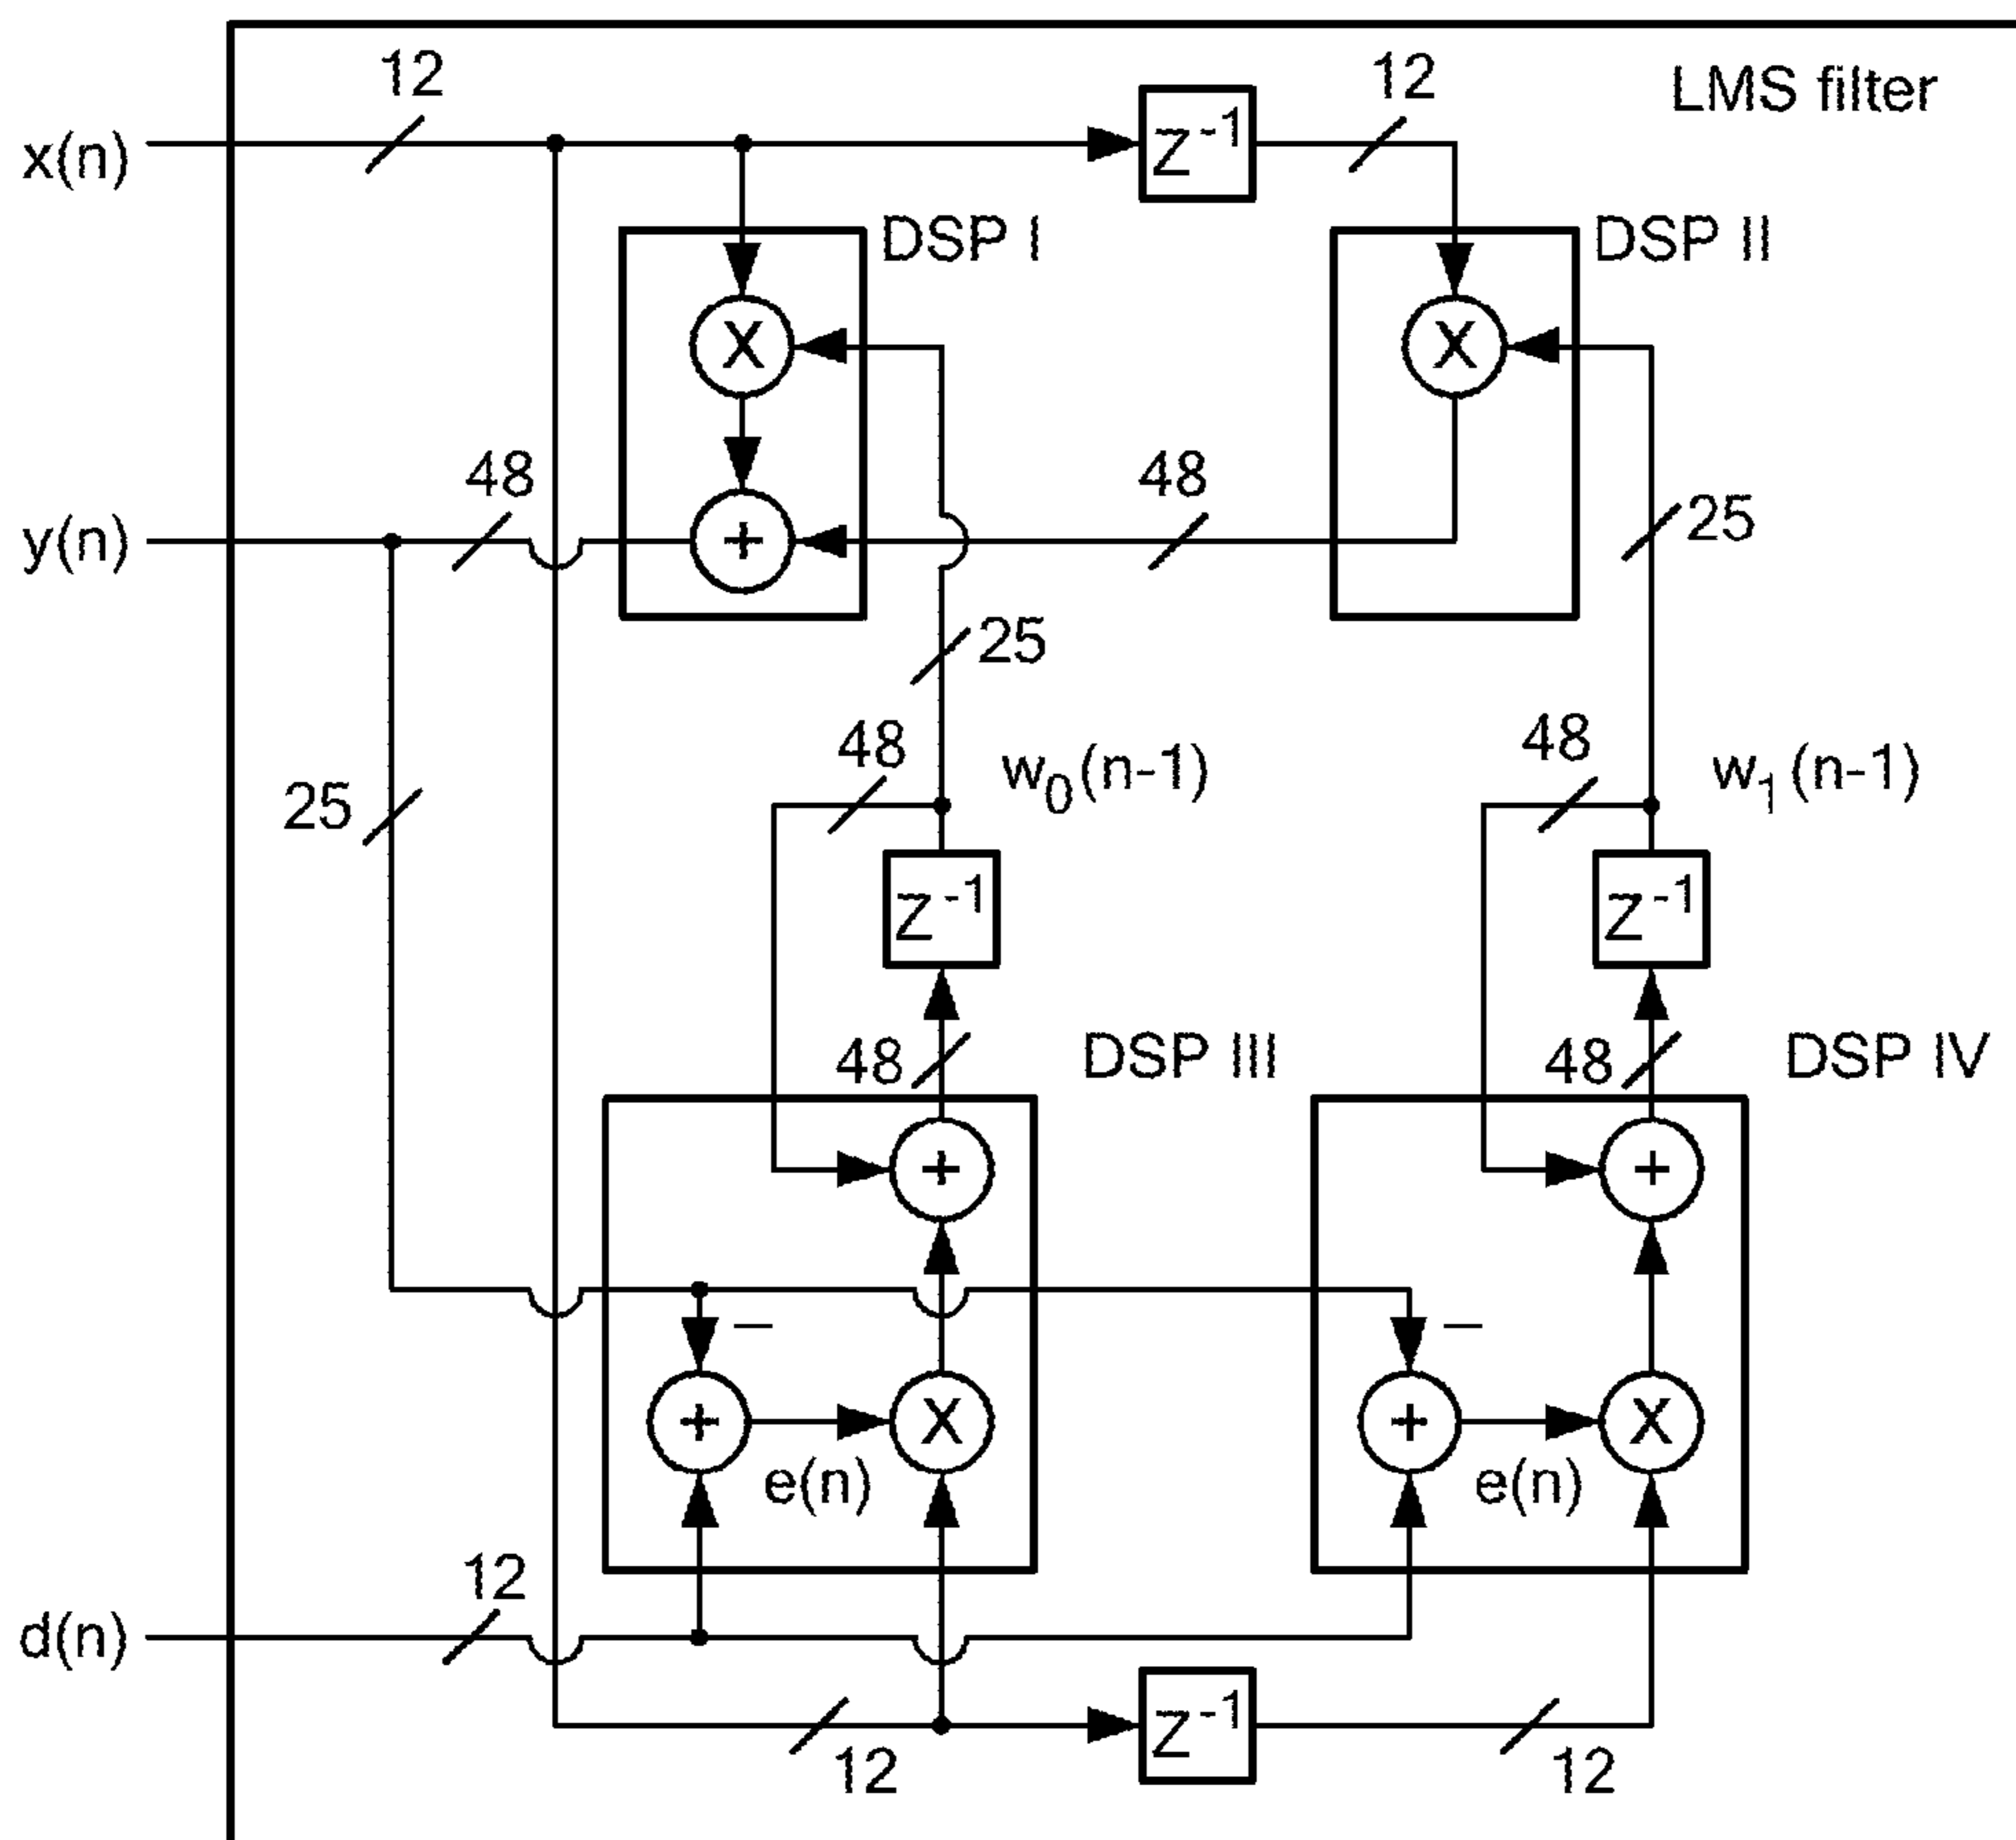 LMS filter
12
12
x(n)
Z-1
DSP I
DSP II
X
X
48
48
25
y(n)
+
25
48
w0(n-1)
48
w1(n-1)
25
Z-1
Z-1
48
DSP III
48
DSP IV
+
+
–
–
+
X
+
X
e(n)
e(n)
12
d(n)
Z-1
12
12